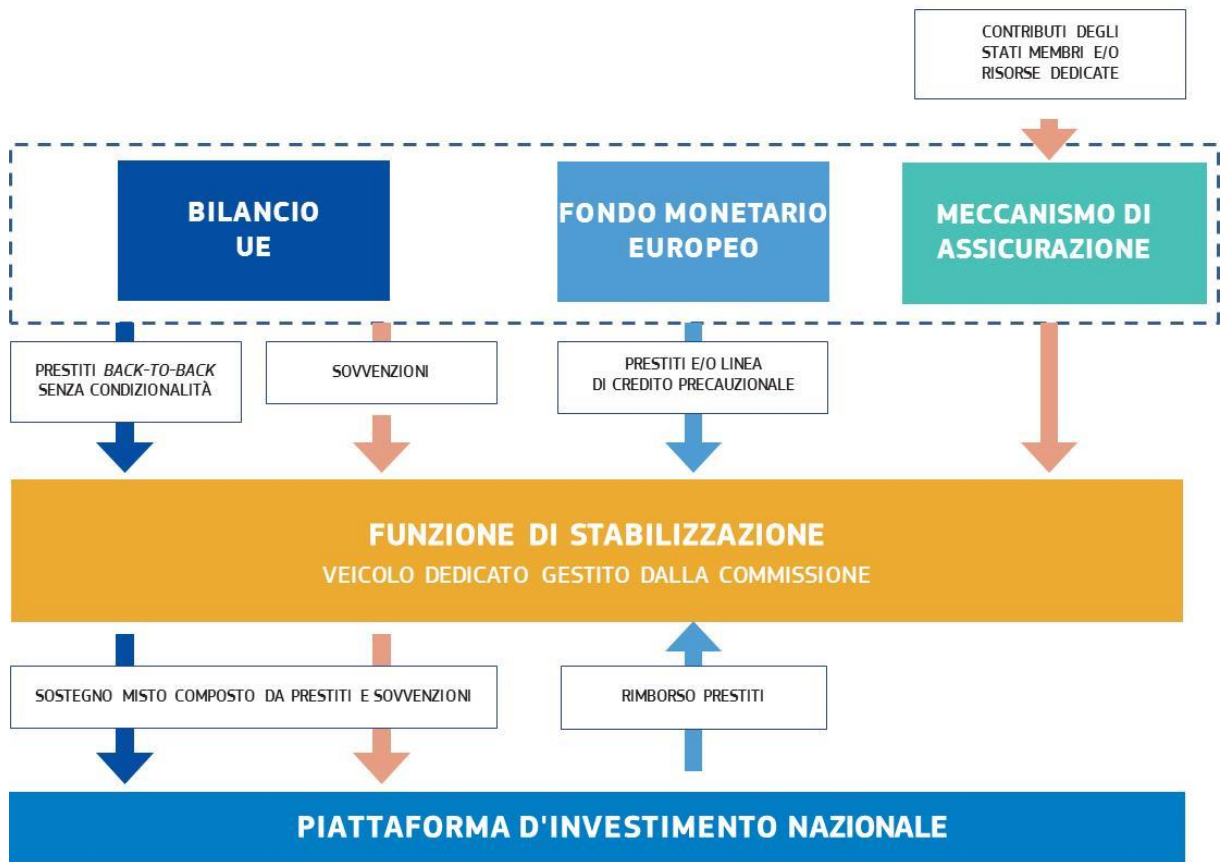 CONTRIBUTI DEGLI
STATI MEMBRI E/O
RISORSE DEDICATE
BILANCIO
UE
FONDO MONETARIO
EUROPEO
MECCANISMO DI
ASSICURAZIONE
PRESTITI BACK-TO-BACK
SENZA CONDIZIONALITÀ
SOVVENZIONI
PRESTITI E/O LINEA
DI CREDITO PRECAUZIONALE
FUNZIONE DI STABILIZZAZIONE
VEICOLO DEDICATO GESTITO DALLA COMMISSIONE
SOSTEGNO MISTO COMPOSTO DA PRESTITI E SOVVENZIONI
RIMBORSO PRESTITI
PIATTAFORMA D'INVESTIMENTO NAZIONALE